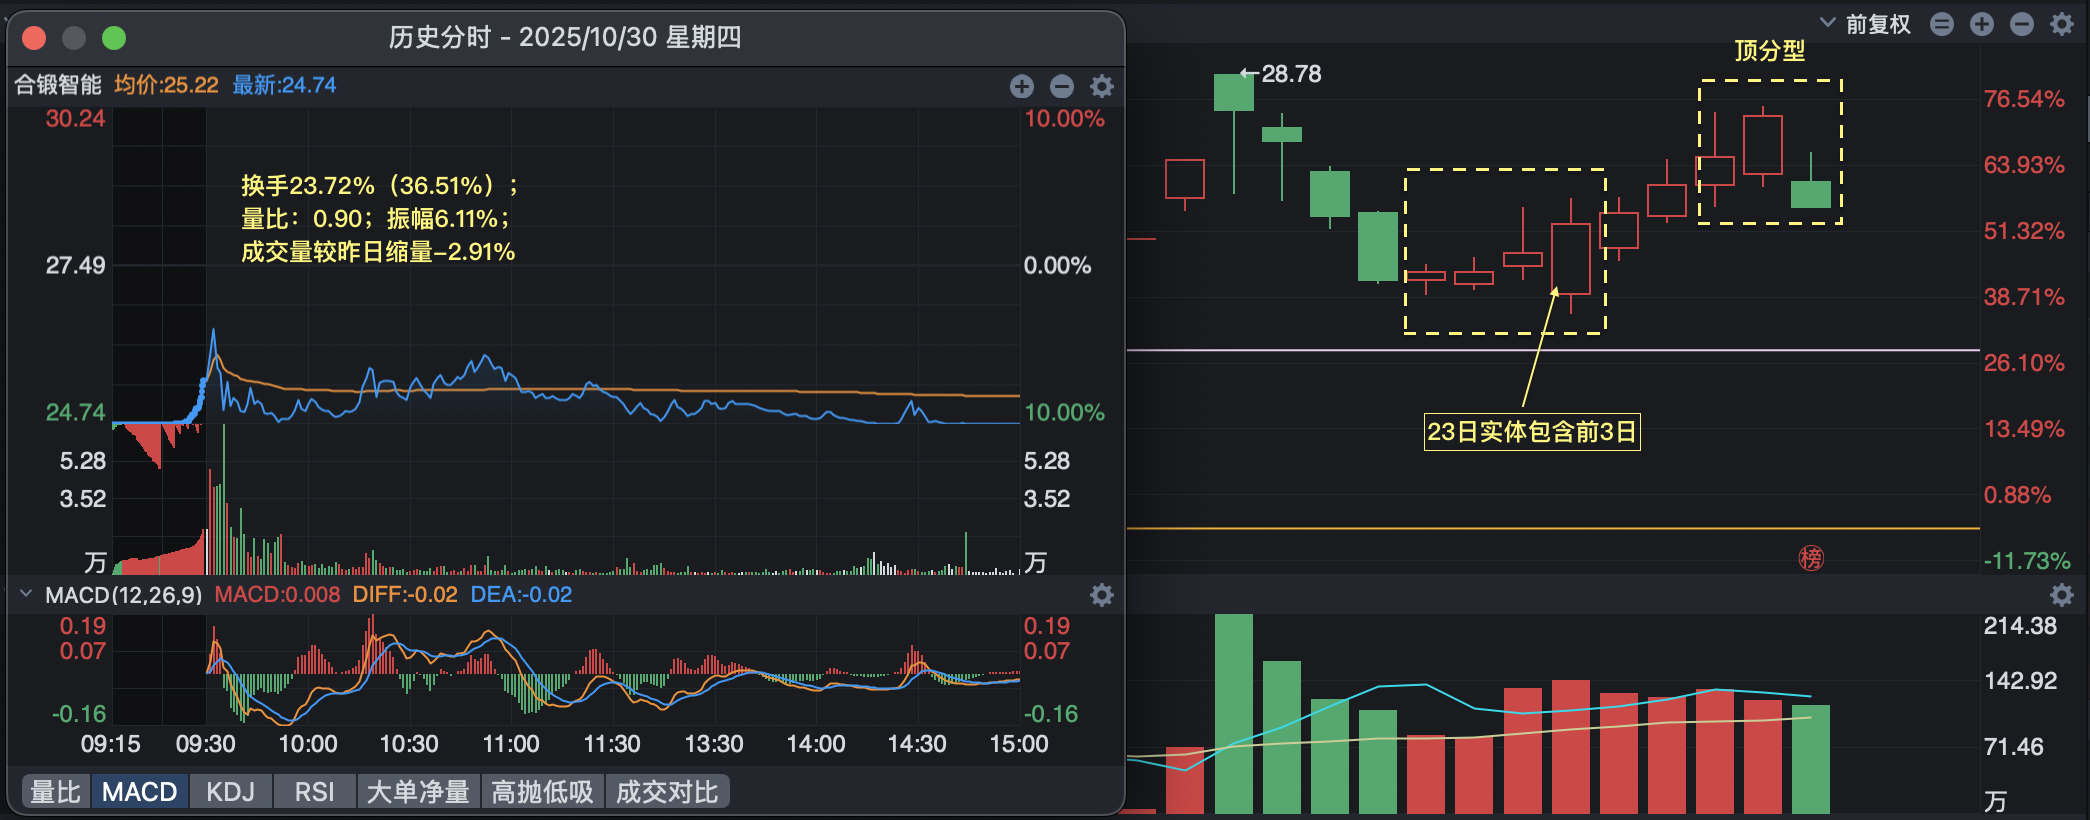 历史分时 - 2025/10/30 星期四
合锻智能 均价:25.22 最新:24.74
30.24
10.00%
换手23.72%（36.51%）；
量比：0.90；振幅6.11%；
成交量较昨日缩量-2.91%
27.49
0.00%
24.74
10.00%
5.28
5.28
3.52
3.52
万
万
MACD(12,26,9) MACD:0.008 DIFF:-0.02 DEA:-0.02
0.19
0.19
0.07
0.07
-0.16
-0.16
09:15 09:30 10:00 10:30 11:00 11:30 13:30 14:00 14:30 15:00
量比 MACD KDJ RSI 大单净量 高抛低吸 成交对比
前复权
顶分型
←28.78
76.54%
63.93%
51.32%
38.71%
26.10%
23日实体包含前3日
13.49%
0.88%
榜
-11.73%
214.38
142.92
71.46
万